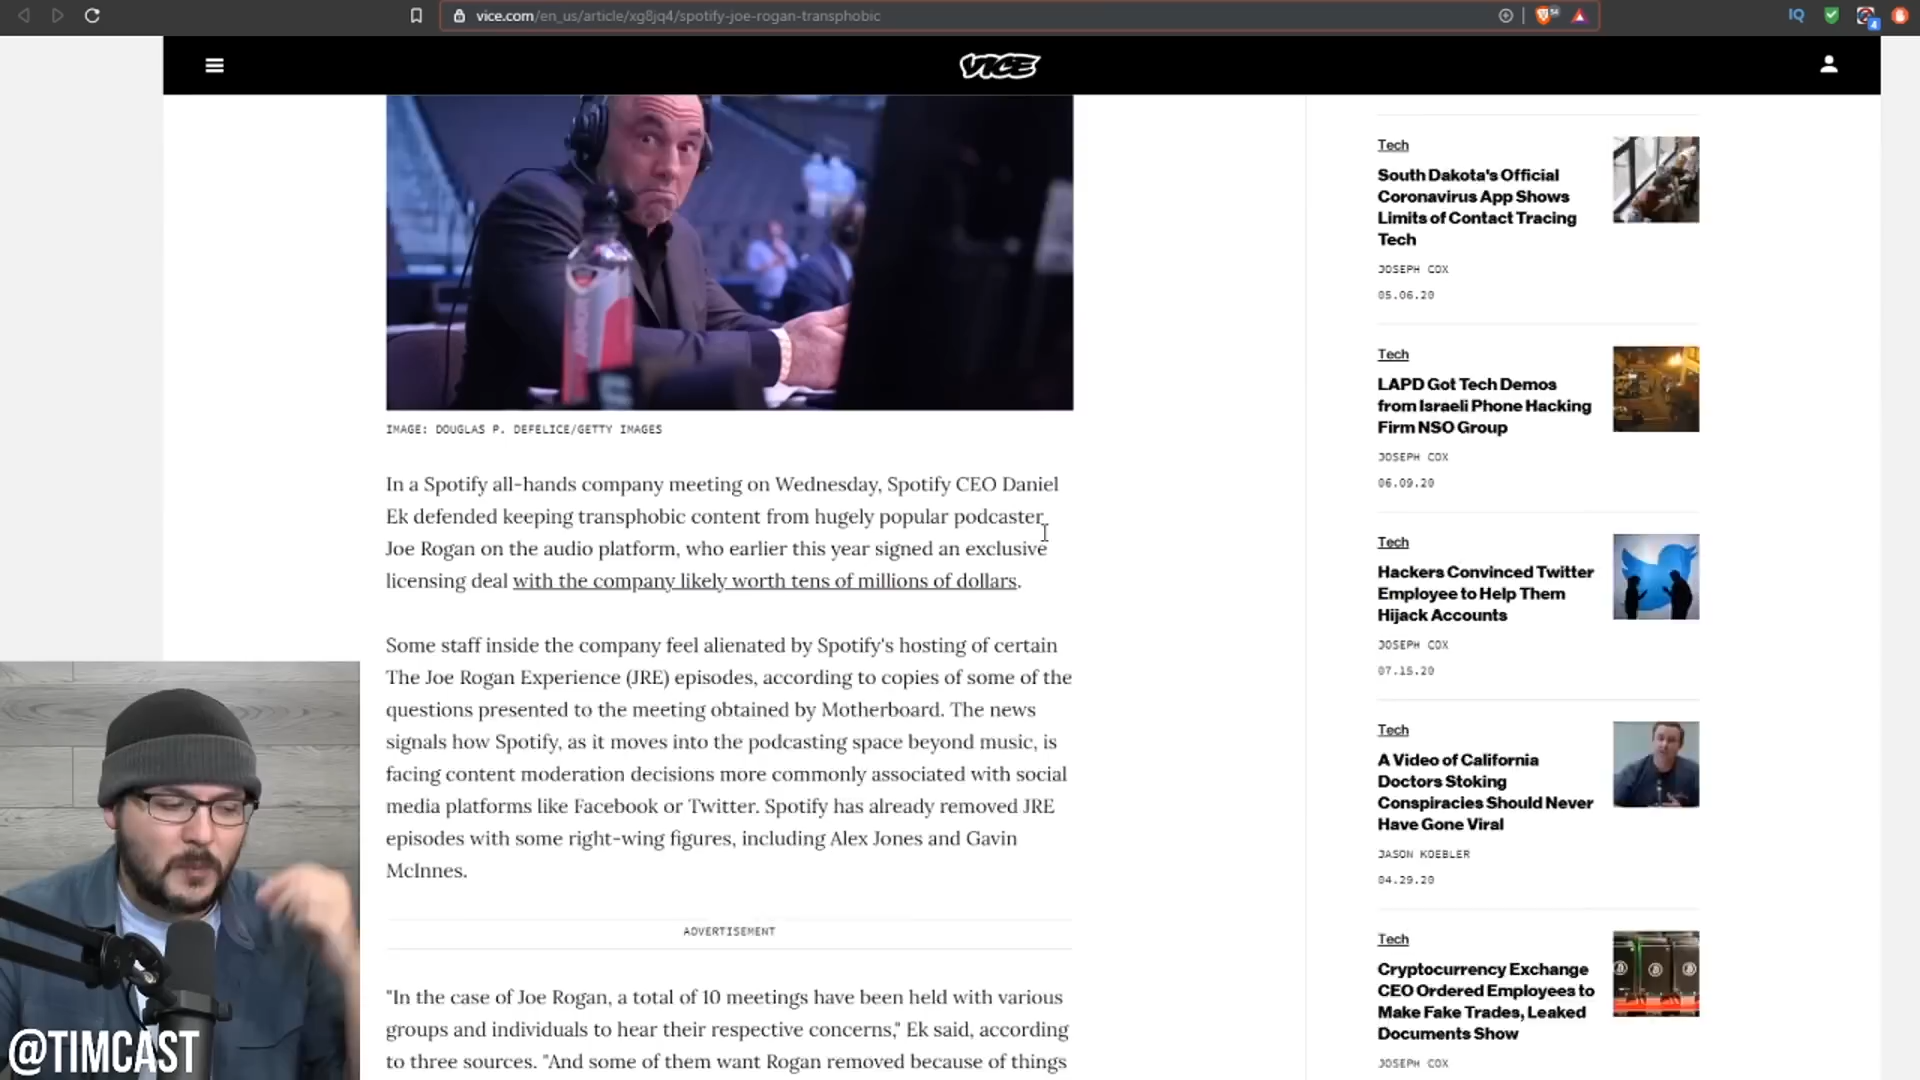 vice.com/en_us/article/xg8jq4/spotify-joe-rogan-transphobic
IQ
4
VICE
IMAGE: DOUGLAS P. DEFELICE/GETTY IMAGES
In a Spotify all-hands company meeting on Wednesday, Spotify CEO Daniel
Ek defended keeping transphobic content from hugely popular podcaster
Joe Rogan on the audio platform, who earlier this year signed an exclusive
licensing deal with the company likely worth tens of millions of dollars.
Some staff inside the company feel alienated by Spotify's hosting of certain
The Joe Rogan Experience (JRE) episodes, according to copies of some of the
questions presented to the meeting obtained by Motherboard. The news
signals how Spotify, as it moves into the podcasting space beyond music, is
facing content moderation decisions more commonly associated with social
media platforms like Facebook or Twitter. Spotify has already removed JRE
episodes with some right-wing figures, including Alex Jones and Gavin
McInnes.
ADVERTISEMENT
"In the case of Joe Rogan, a total of 10 meetings have been held with various
groups and individuals to hear their respective concerns," Ek said, according
to three sources. "And some of them want Rogan removed because of things
Tech
South Dakota's Official
Coronavirus App Shows
Limits of Contact Tracing
Tech
JOSEPH COX
05.06.20
Tech
LAPD Got Tech Demos
from Israeli Phone Hacking
Firm NSO Group
JOSEPH COX
06.09.20
Tech
Hackers Convinced Twitter
Employee to Help Them
Hijack Accounts
JOSEPH COX
07.15.20
Tech
A Video of California
Doctors Stoking
Conspiracies Should Never
Have Gone Viral
JASON KOEBLER
04.29.20
Tech
Cryptocurrency Exchange
CEO Ordered Employees to
Make Fake Trades, Leaked
Documents Show
JOSEPH COX
@TIMCAST